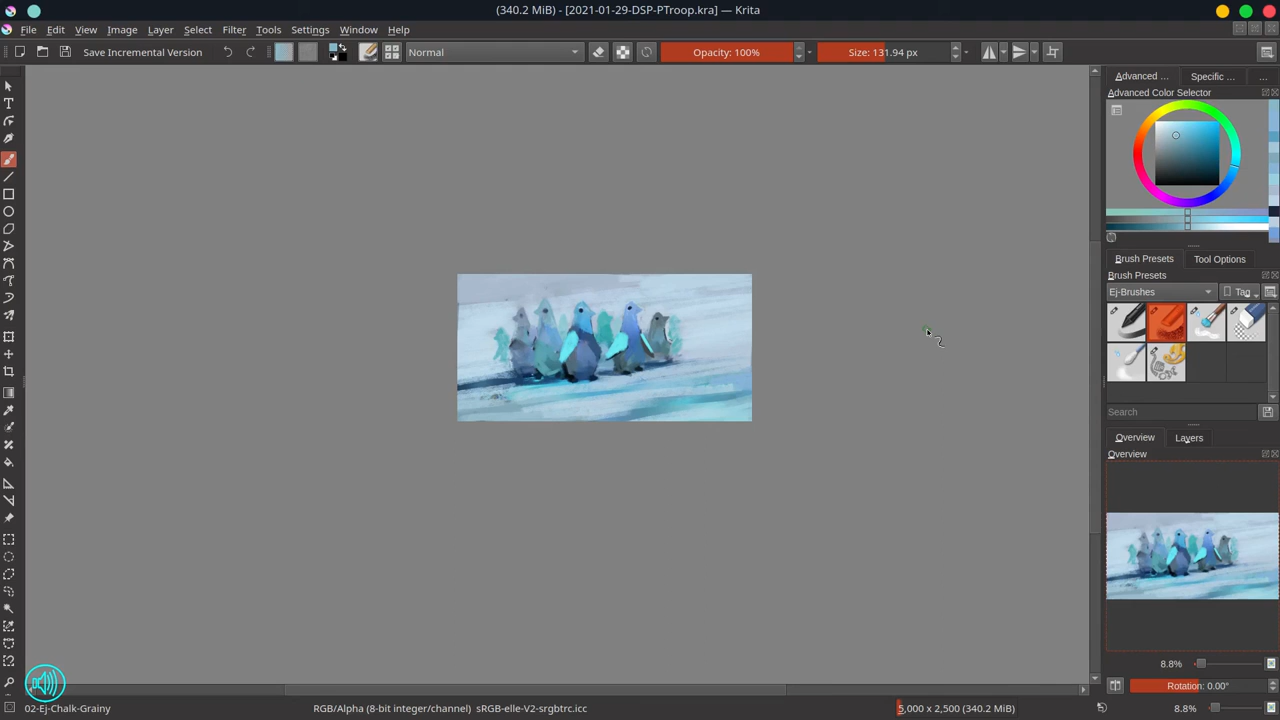 (340.2 MiB) - [2021-01-29-DSP-PTroop.kra] — Krita
File Edit View Image Layer Select Filter Tools Settings Window Help
Save Incremental Version Normal Opacity: 100% Size: 131.94 px
Advanced ... Specific ... ...
Advanced Color Selector
Brush Presets Tool Options
Brush Presets
Ej-Brushes Tag
Search
Overview Layers
Overview
8.8%
Rotation: 0.00°
02-Ej-Chalk-Grainy RGB/Alpha (8-bit integer/channel) sRGB-elle-V2-srgbtrc.icc 5,000 x 2,500 (340.2 MiB) 8.8%